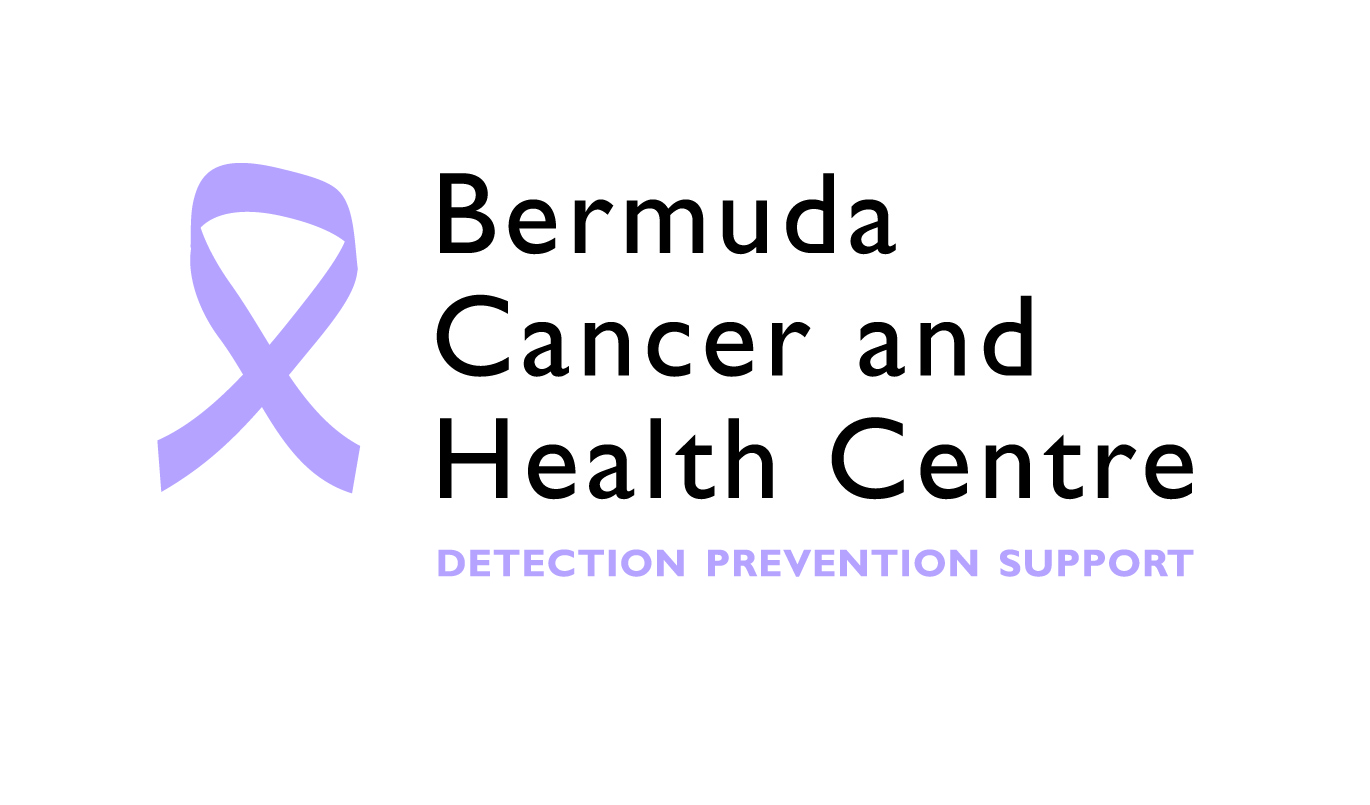 Bermuda
Cancer and
Health Centre
DETECTION PREVENTION SUPPORT